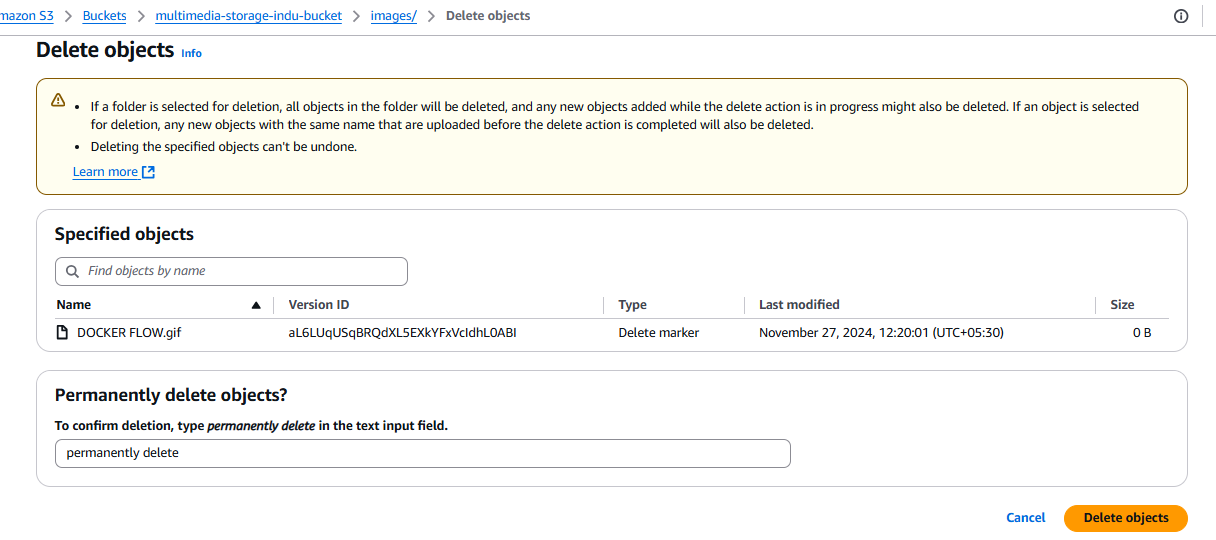 mazon S3 > Buckets > multimedia-storage-indu-bucket > images/ > Delete objects
Delete objects Info
• If a folder is selected for deletion, all objects in the folder will be deleted, and any new objects added while the delete action is in progress might also be deleted. If an object is selected
for deletion, any new objects with the same name that are uploaded before the delete action is completed will also be deleted.
• Deleting the specified objects can't be undone.
Learn more
Specified objects
Find objects by name
Name Version ID Type Last modified Size
DOCKER FLOW.gif aL6LUqUSqBRQdXL5EXkYFxVcIdhL0ABI Delete marker November 27, 2024, 12:20:01 (UTC+05:30) 0 B
Permanently delete objects?
To confirm deletion, type permanently delete in the text input field.
permanently delete
Cancel Delete objects